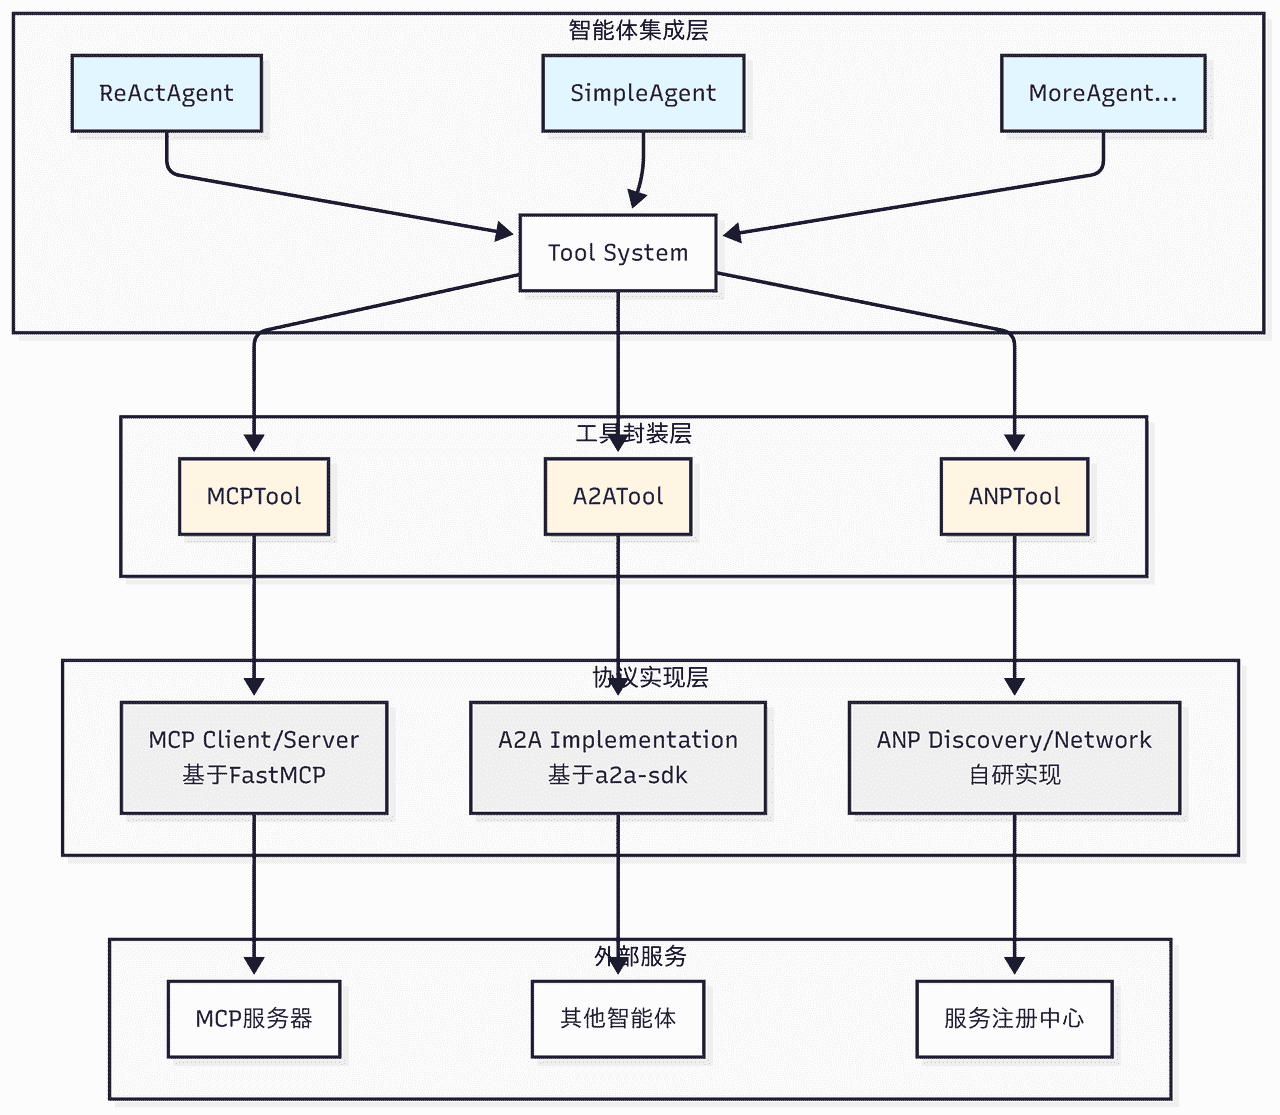 智能体集成层
ReActAgent
SimpleAgent
MoreAgent...
Tool System
工具封装层
MCPTool
A2ATool
ANPTool
协议实现层
MCP Client/Server
基于FastMCP
A2A Implementation
基于a2a-sdk
ANP Discovery/Network
自研实现
外部服务
MCP服务器
其他智能体
服务注册中心